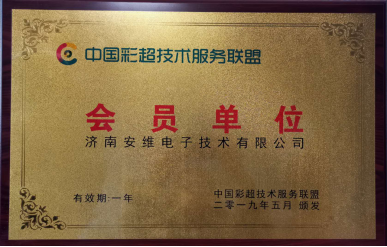 中国彩超技术服务联盟
会员单位
济南安维电子技术有限公司
有效期:一年
中国彩超技术服务联盟
二零一九年五月 颁发